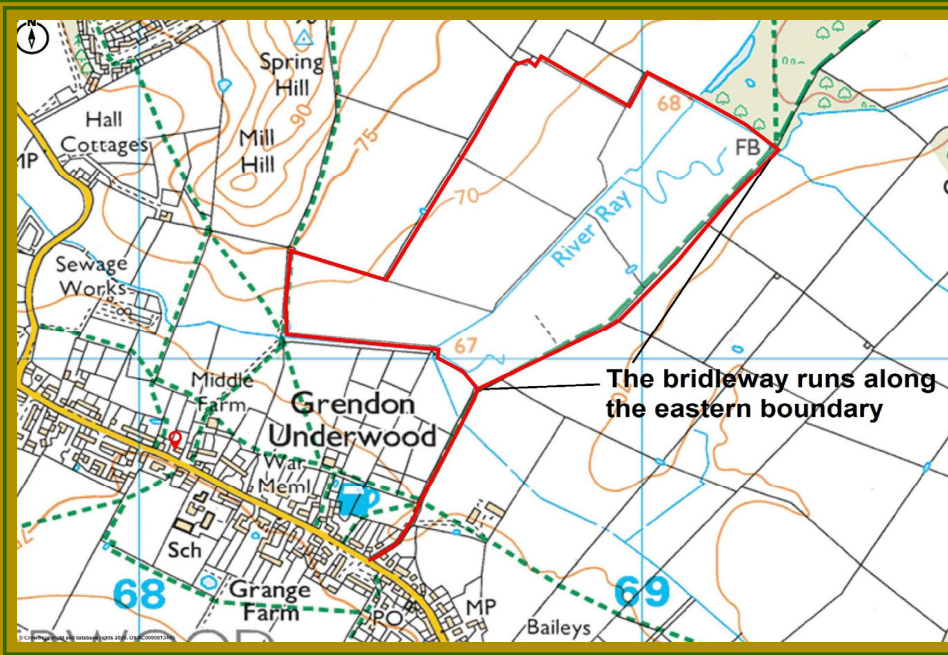 N
Spring
Hill
90
Hall
Cottages
Mill
Hill
75
MP
68
FB
70
River Ray
Sewage
Works
67
The bridleway runs along
the eastern boundary
Middle
Farm
Grendon
Underwood
War
Meml
70
Sch
68
Grange
Farm
PO
MP
69
Baileys